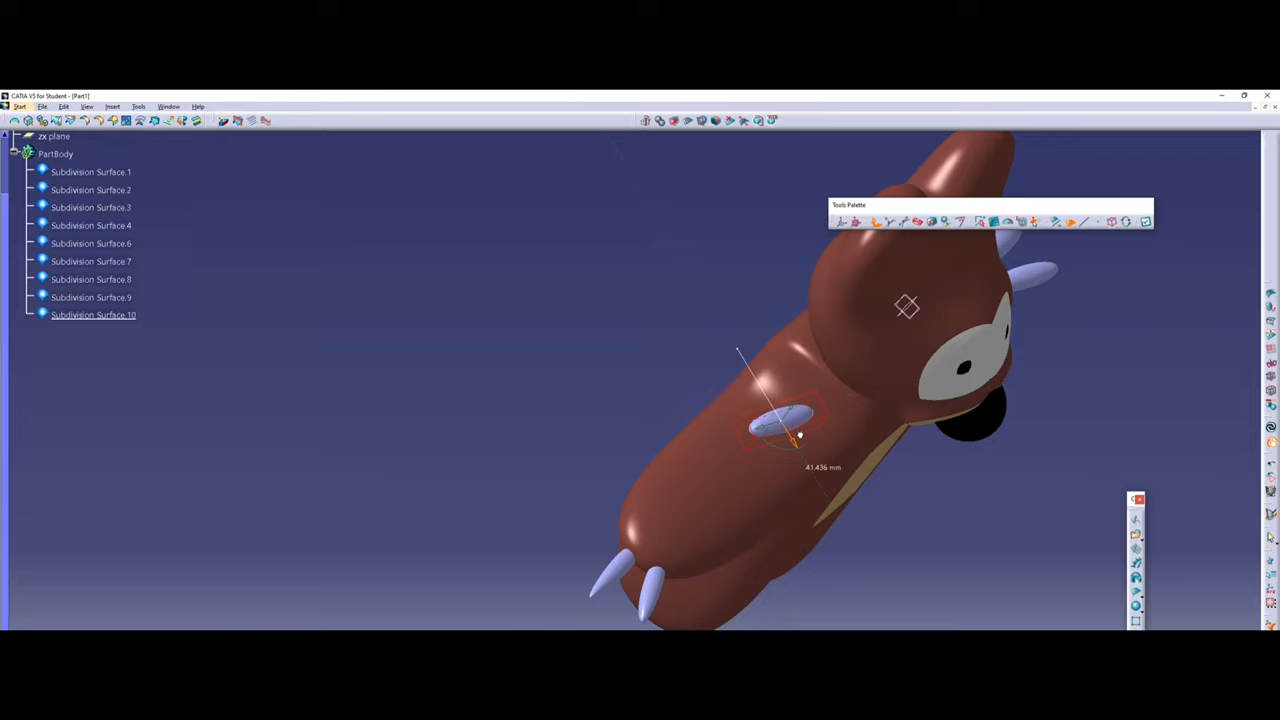 CATIA V5 for Student - [Part1]
Start File Edit View Insert Tools Window Help
zx plane
PartBody
Subdivision Surface.1
Subdivision Surface.2
Subdivision Surface.3
Subdivision Surface.4
Subdivision Surface.6
Subdivision Surface.7
Subdivision Surface.8
Subdivision Surface.9
Subdivision Surface.10
Tools Palette
41.436 mm